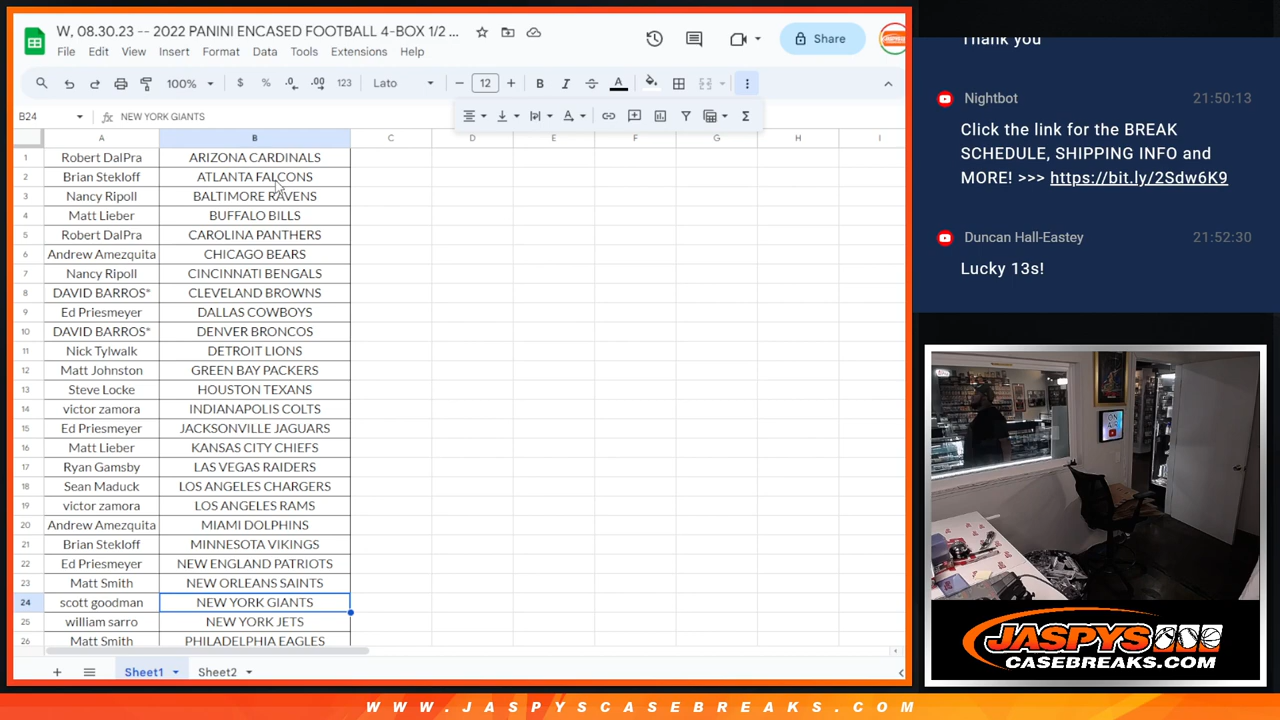 W, 08.30.23 -- 2022 PANINI ENCASED FOOTBALL 4-BOX 1/2 ...
File Edit View Insert Format Data Tools Extensions Help
Share
100% $ % .0 .00 123 Lato 12 B I S A
B24 fx NEW YORK GIANTS
A B C D E F G H I
1 Robert DalPra ARIZONA CARDINALS
2 Brian Stekloff ATLANTA FALCONS
3 Nancy Ripoll BALTIMORE RAVENS
4 Matt Lieber BUFFALO BILLS
5 Robert DalPra CAROLINA PANTHERS
6 Andrew Amezquita CHICAGO BEARS
7 Nancy Ripoll CINCINNATI BENGALS
8 DAVID BARROS* CLEVELAND BROWNS
9 Ed Priesmeyer DALLAS COWBOYS
10 DAVID BARROS* DENVER BRONCOS
11 Nick Tylwalk DETROIT LIONS
12 Matt Johnston GREEN BAY PACKERS
13 Steve Locke HOUSTON TEXANS
14 victor zamora INDIANAPOLIS COLTS
15 Ed Priesmeyer JACKSONVILLE JAGUARS
16 Matt Lieber KANSAS CITY CHIEFS
17 Ryan Gamsby LAS VEGAS RAIDERS
18 Sean Maduck LOS ANGELES CHARGERS
19 victor zamora LOS ANGELES RAMS
20 Andrew Amezquita MIAMI DOLPHINS
21 Brian Stekloff MINNESOTA VIKINGS
22 Ed Priesmeyer NEW ENGLAND PATRIOTS
23 Matt Smith NEW ORLEANS SAINTS
24 scott goodman NEW YORK GIANTS
25 william sarro NEW YORK JETS
26 Matt Smith PHILADELPHIA EAGLES
Sheet1 Sheet2
Thank you
Nightbot 21:50:13
Click the link for the BREAK
SCHEDULE, SHIPPING INFO and
MORE! >>> https://bit.ly/2Sdw6K9
Duncan Hall-Eastey 21:52:30
Lucky 13s!
ON
JASPYS
CASEBREAKS.COM
WWW.JASPYSCASEBREAKS.COM